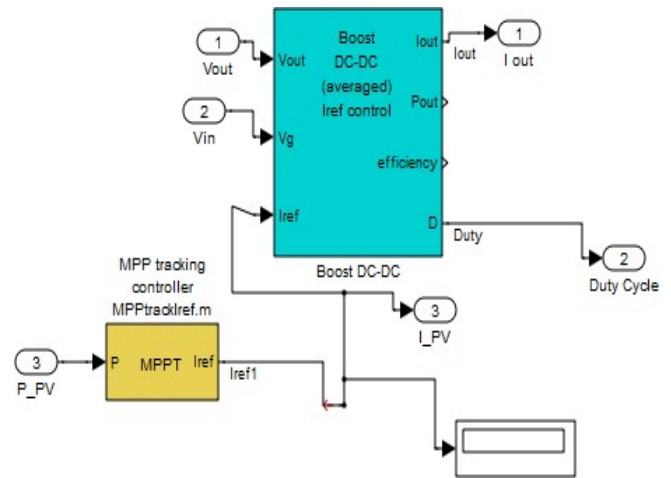 1
Vout
2
Vin
Boost
DC-DC
(averaged)
Iref control
Vout
Vg
Iref
Iout
Pout
efficiency
D
Iout
1
I out
Duty
2
Duty Cycle
Boost DC-DC
MPP tracking
controller
MPPtrackIref.m
3
P_PV
P
MPPT
Iref
Iref1
3
I_PV